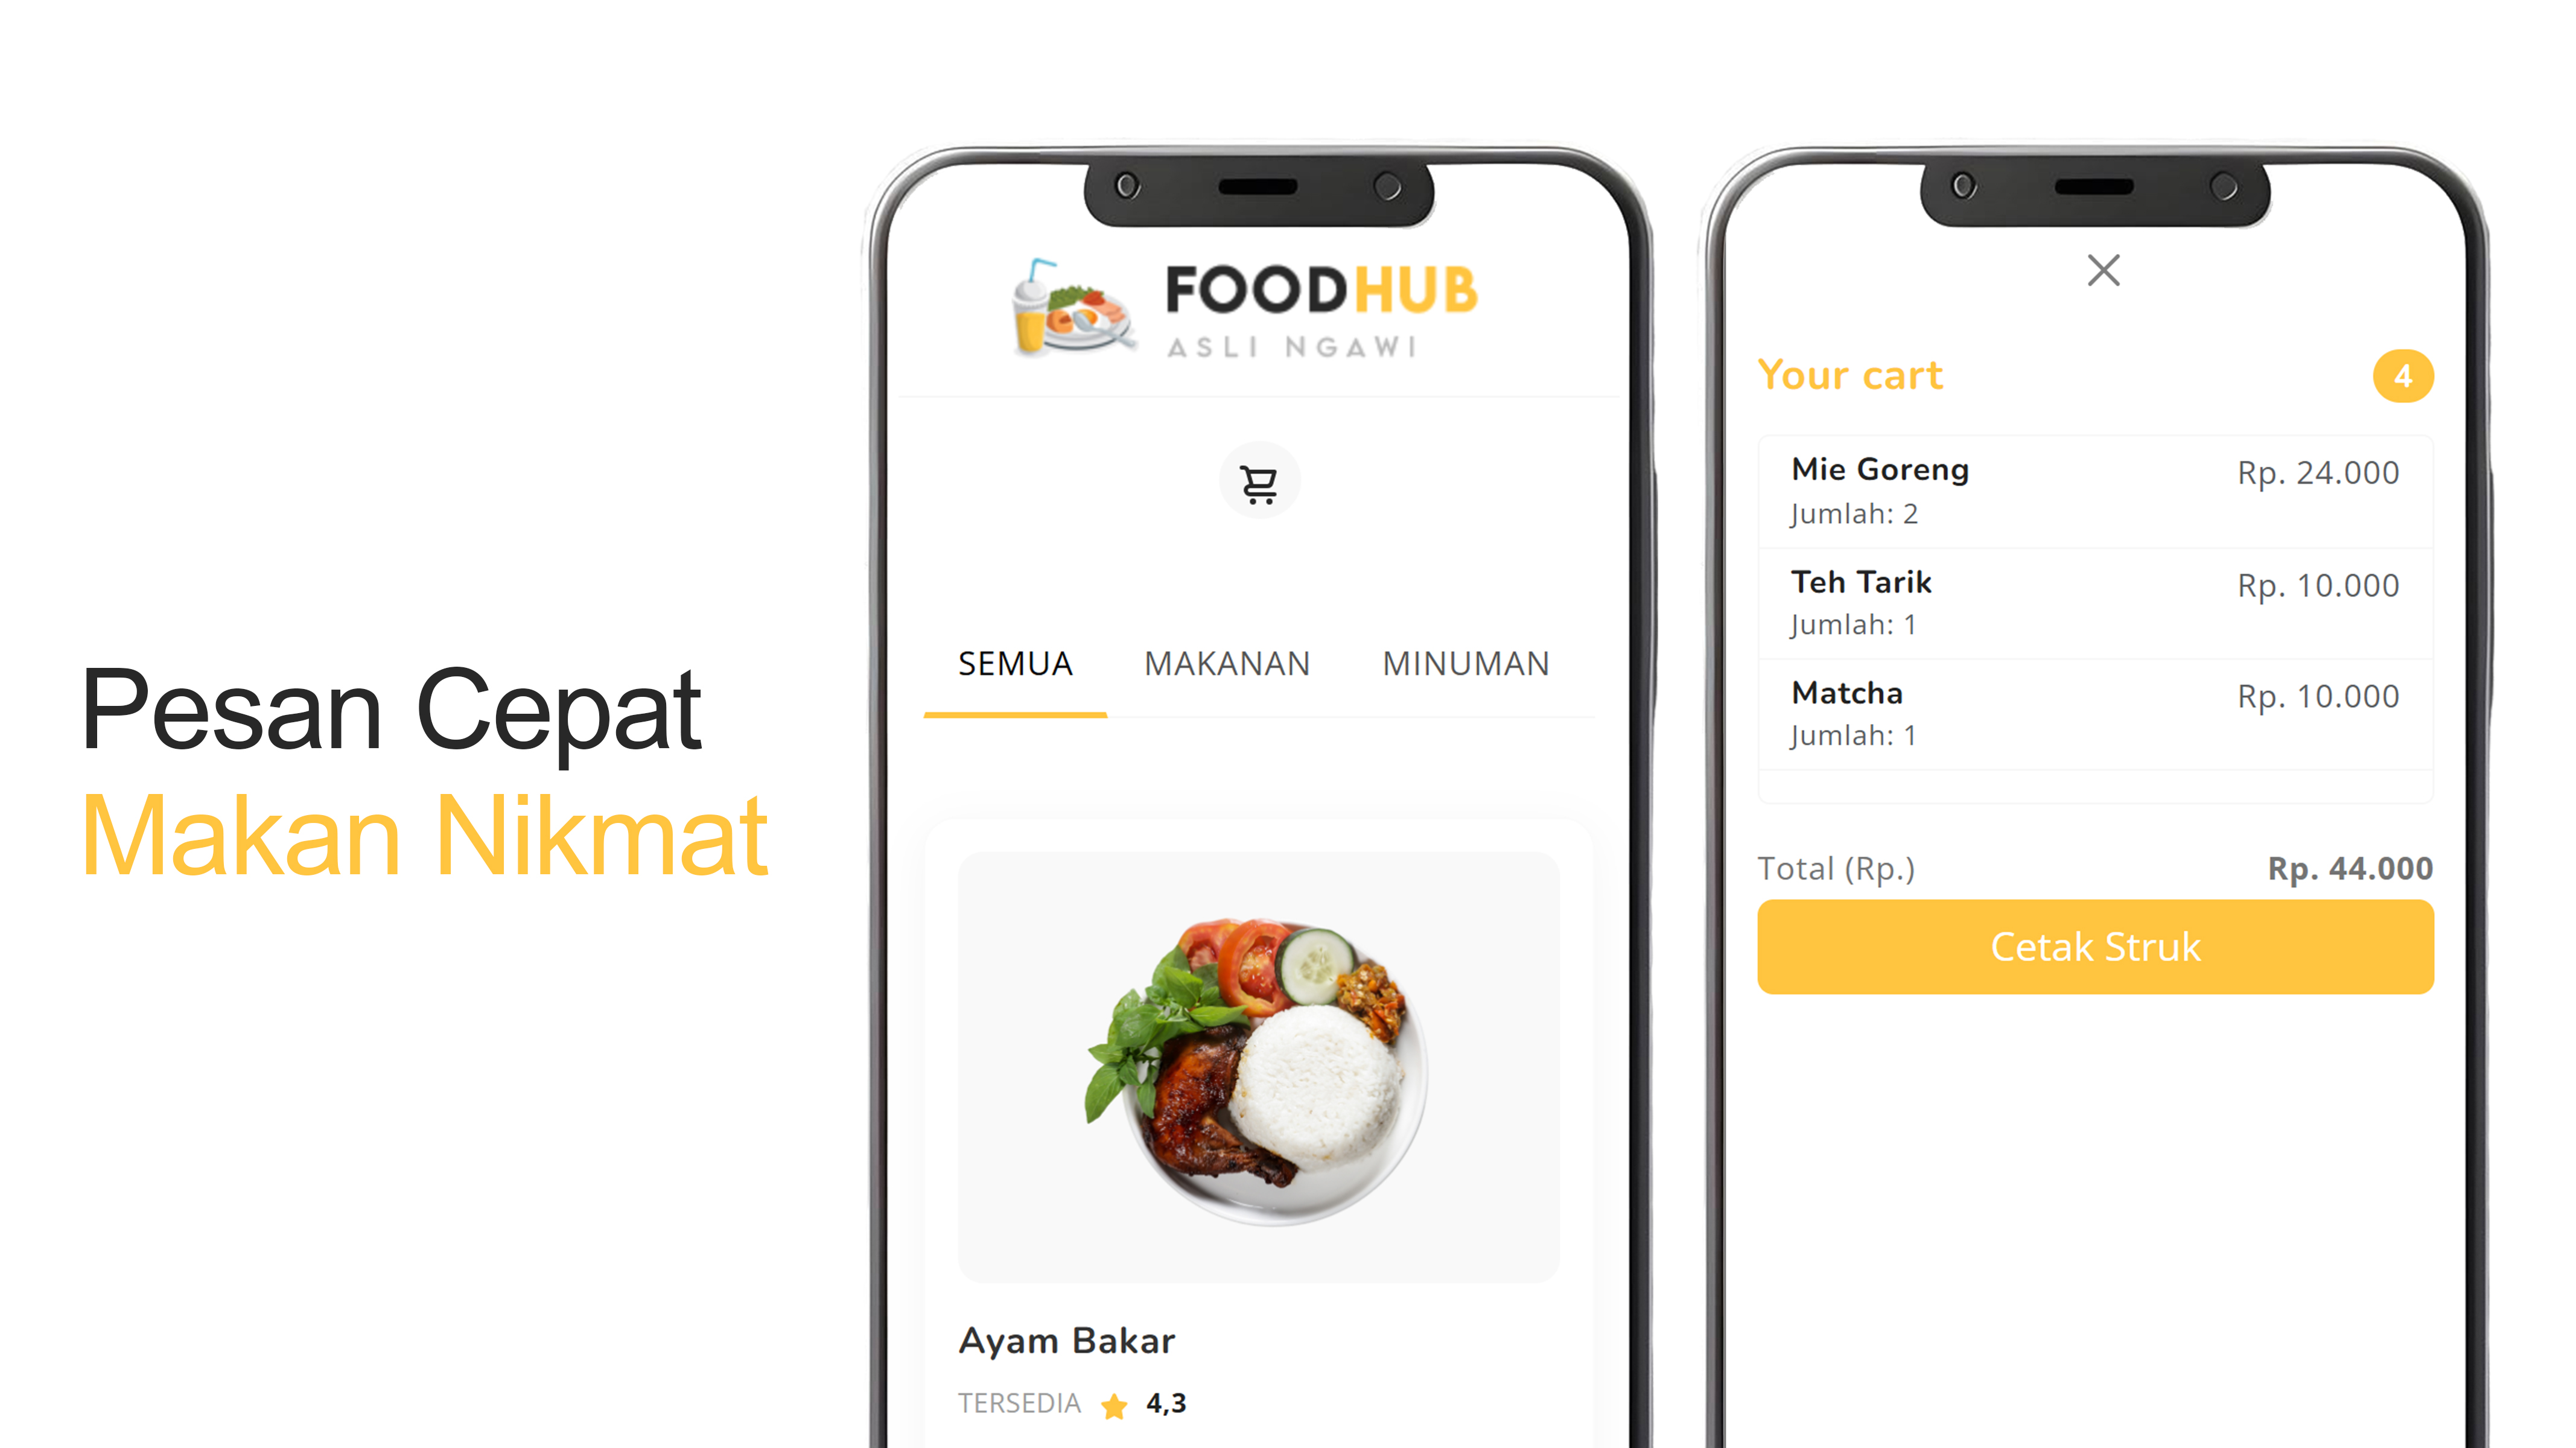 Pesan Cepat
Makan Nikmat
FOODHUB
ASLI NGAWI
SEMUA MAKANAN MINUMAN
Ayam Bakar
TERSEDIA 4,3
Your cart 4
Mie Goreng Rp. 24.000
Jumlah: 2
Teh Tarik Rp. 10.000
Jumlah: 1
Matcha Rp. 10.000
Jumlah: 1
Total (Rp.) Rp. 44.000
Cetak Struk